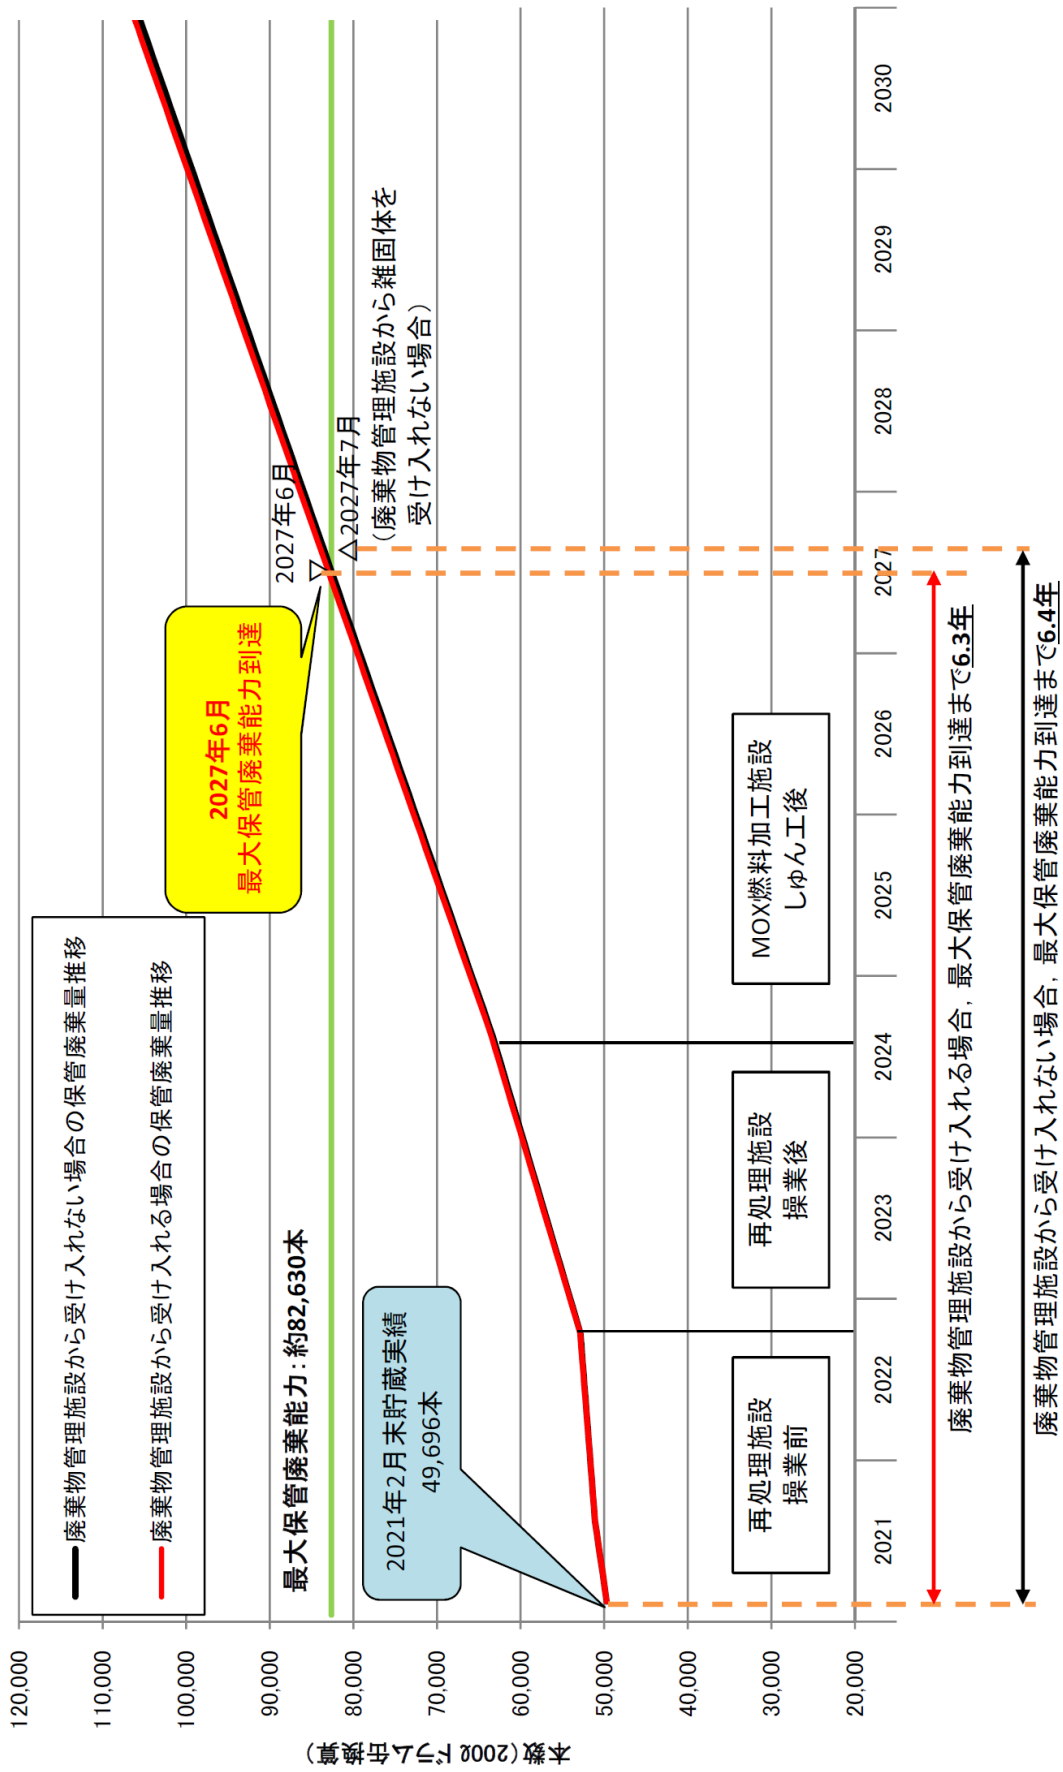 本数(200ℓドラム缶換算)
120,000
110,000
100,000
90,000
80,000
70,000
60,000
50,000
40,000
30,000
20,000
廃棄物管理施設から受け入れない場合の保管廃棄量推移
廃棄物管理施設から受け入れる場合の保管廃棄量推移
最大保管廃棄能力：約82,630本
2021年2月末貯蔵実績
49,696本
2027年6月
最大保管廃棄能力到達
2027年6月
△2027年7月
(廃棄物管理施設から雑固体を
受け入れない場合)
再処理施設
操業前
再処理施設
操業後
MOX燃料加工施設
しゅん工後
2021
2022
2023
2024
2025
2026
2027
2028
2029
2030
廃棄物管理施設から受け入れる場合，最大保管廃棄能力到達まで6.3年
廃棄物管理施設から受け入れない場合，最大保管廃棄能力到達まで6.4年